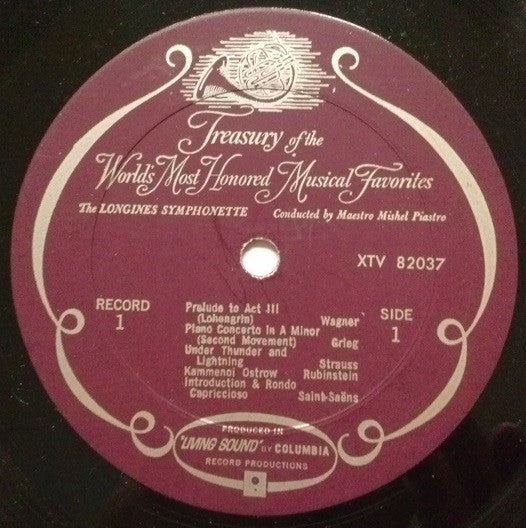 Treasury of the
World's Most Honored Musical Favorites
The LONGINES SYMPHONETTE Conducted by Maestro Mishel Piastro
XTV 82037
RECORD
1
SIDE
1
Prelude to Act III
(Lohengrin) Wagner
Piano Concerto in A Minor
(Second Movement) Grieg
Under Thunder and
Lightning Strauss
Kammenoi Ostrow Rubinstein
Introduction & Rondo
Capriccioso Saint-Saëns
PRODUCED IN
"LIVING SOUND" BY COLUMBIA
RECORD PRODUCTIONS